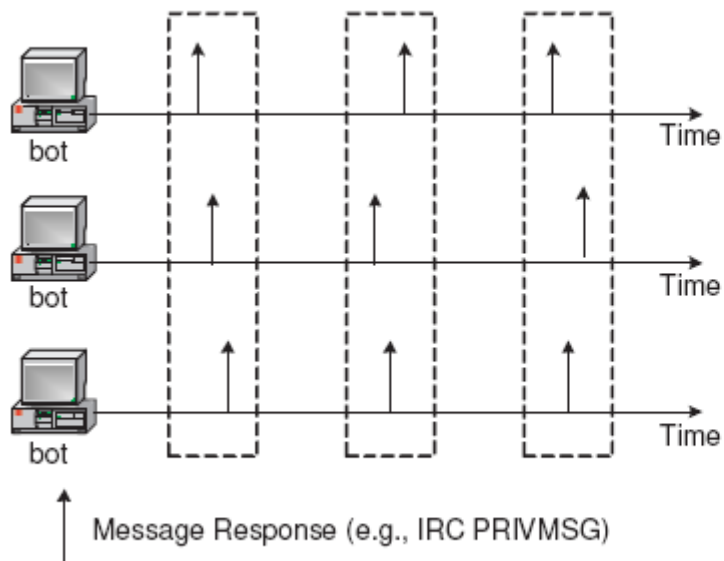 Time
bot
Time
bot
Time
bot
Message Response (e.g., IRC PRIVMSG)